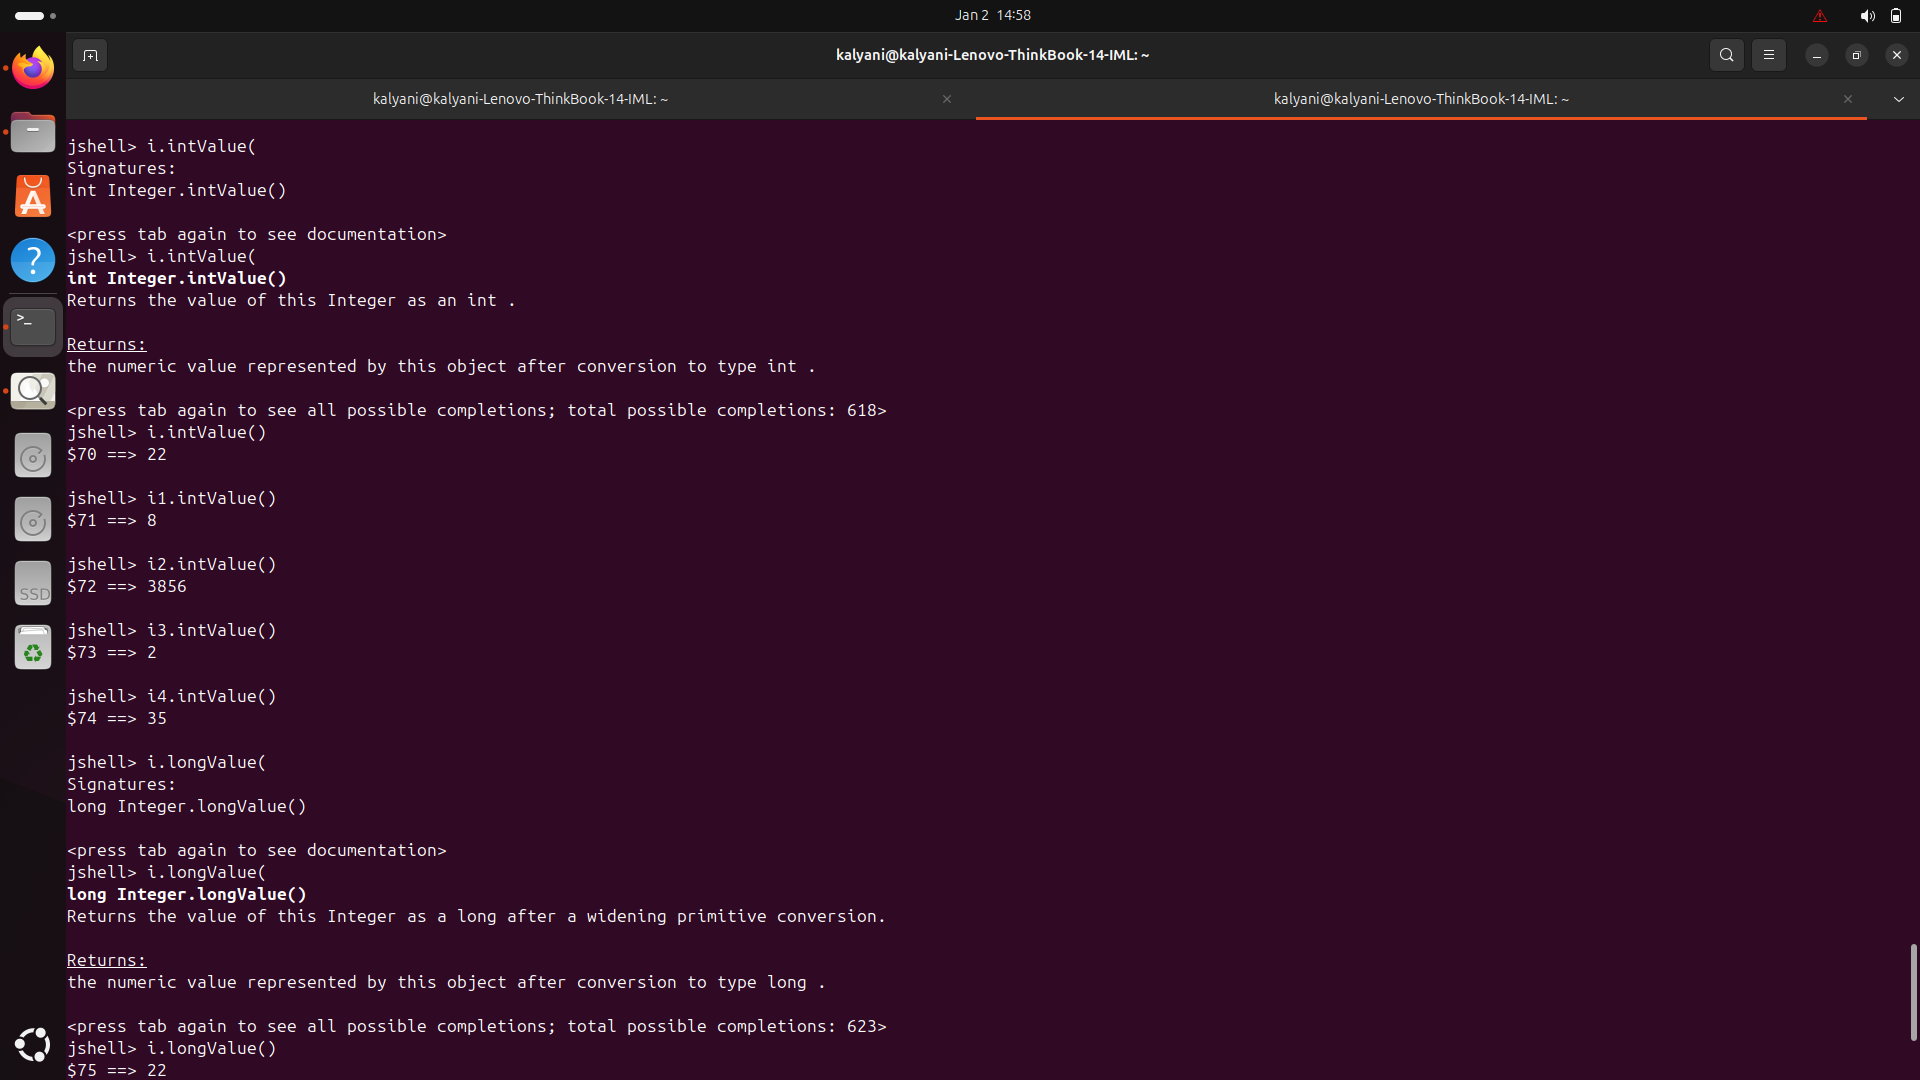 Jan 2 14:58
kalyani@kalyani-Lenovo-ThinkBook-14-IML: ~
kalyani@kalyani-Lenovo-ThinkBook-14-IML: ~
kalyani@kalyani-Lenovo-ThinkBook-14-IML: ~
jshell> i.intValue(
Signatures:
int Integer.intValue()
<press tab again to see documentation>
jshell> i.intValue(
int Integer.intValue()
Returns the value of this Integer as an int .
Returns:
the numeric value represented by this object after conversion to type int .
<press tab again to see all possible completions; total possible completions: 618>
jshell> i.intValue()
$70 ==> 22
jshell> i1.intValue()
$71 ==> 8
jshell> i2.intValue()
$72 ==> 3856
jshell> i3.intValue()
$73 ==> 2
jshell> i4.intValue()
$74 ==> 35
jshell> i.longValue(
Signatures:
long Integer.longValue()
<press tab again to see documentation>
jshell> i.longValue(
long Integer.longValue()
Returns the value of this Integer as a long after a widening primitive conversion.
Returns:
the numeric value represented by this object after conversion to type long .
<press tab again to see all possible completions; total possible completions: 623>
jshell> i.longValue()
$75 ==> 22
SSD